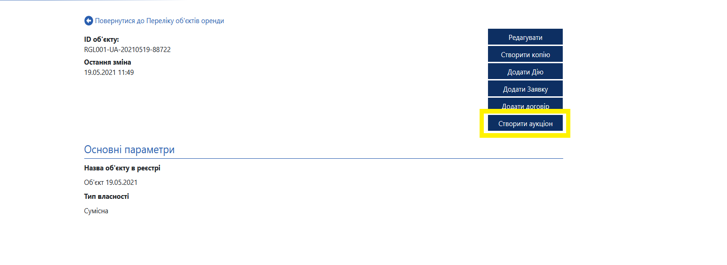 Повернутися до Переліку об'єктів оренди
ID об'єкту:
RGL001-UA-20210519-88722
Остання зміна
19.05.2021 11:49
Редагувати
Створити копію
Додати Дію
Додати Заявку
Додати договір
Створити аукціон
Основні параметри
Назва об'єкту в реєстрі
Об'єкт 19.05.2021
Тип власності
Сумісна